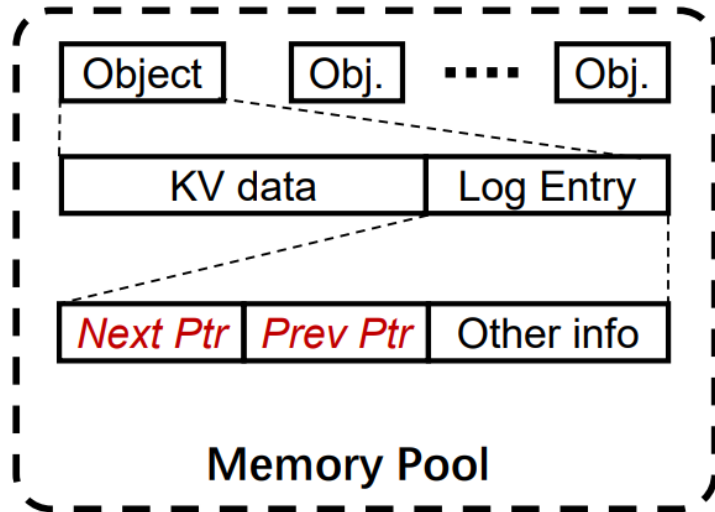 Object Obj. Obj.
KV data Log Entry
Next Ptr Prev Ptr Other info
Memory Pool